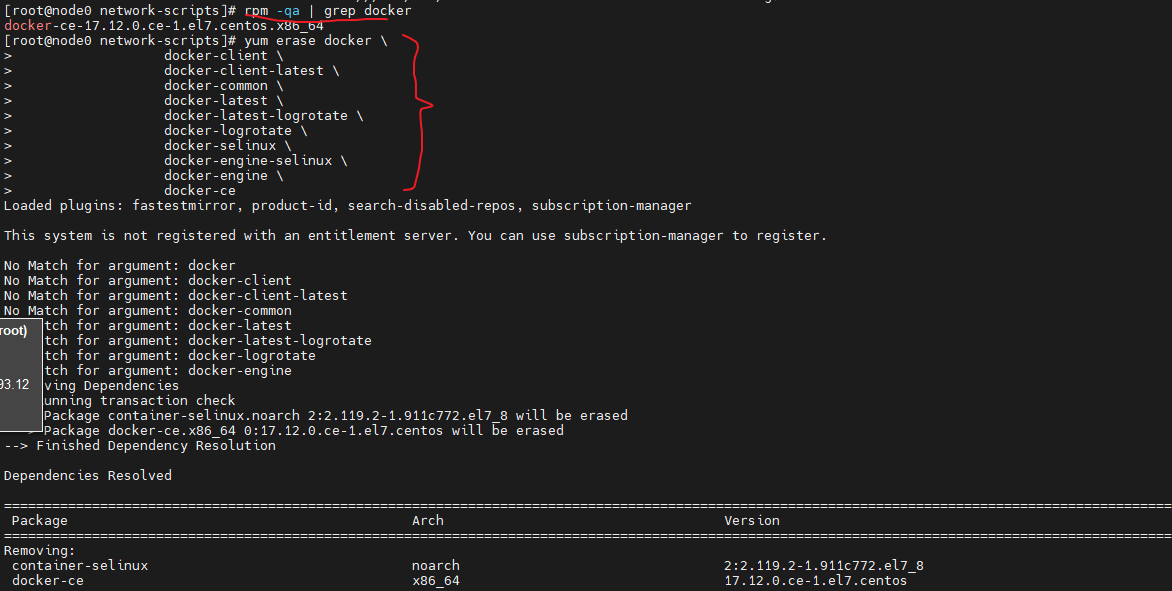 [root@node0 network-scripts]# rpm -qa | grep docker
docker-ce-17.12.0.ce-1.el7.centos.x86_64
[root@node0 network-scripts]# yum erase docker \
> docker-client \
> docker-client-latest \
> docker-common \
> docker-latest \
> docker-latest-logrotate \
> docker-logrotate \
> docker-selinux \
> docker-engine-selinux \
> docker-engine \
> docker-ce
Loaded plugins: fastestmirror, product-id, search-disabled-repos, subscription-manager
This system is not registered with an entitlement server. You can use subscription-manager to register.
No Match for argument: docker
No Match for argument: docker-client
No Match for argument: docker-client-latest
No Match for argument: docker-common
root) tch for argument: docker-latest
tch for argument: docker-latest-logrotate
tch for argument: docker-logrotate
tch for argument: docker-engine
93.12 ving Dependencies
unning transaction check
Package container-selinux.noarch 2:2.119.2-1.911c772.el7_8 will be erased
> Package docker-ce.x86_64 0:17.12.0.ce-1.el7.centos will be erased
--> Finished Dependency Resolution
Dependencies Resolved
Package Arch Version
Removing:
container-selinux noarch 2:2.119.2-1.911c772.el7_8
docker-ce x86_64 17.12.0.ce-1.el7.centos